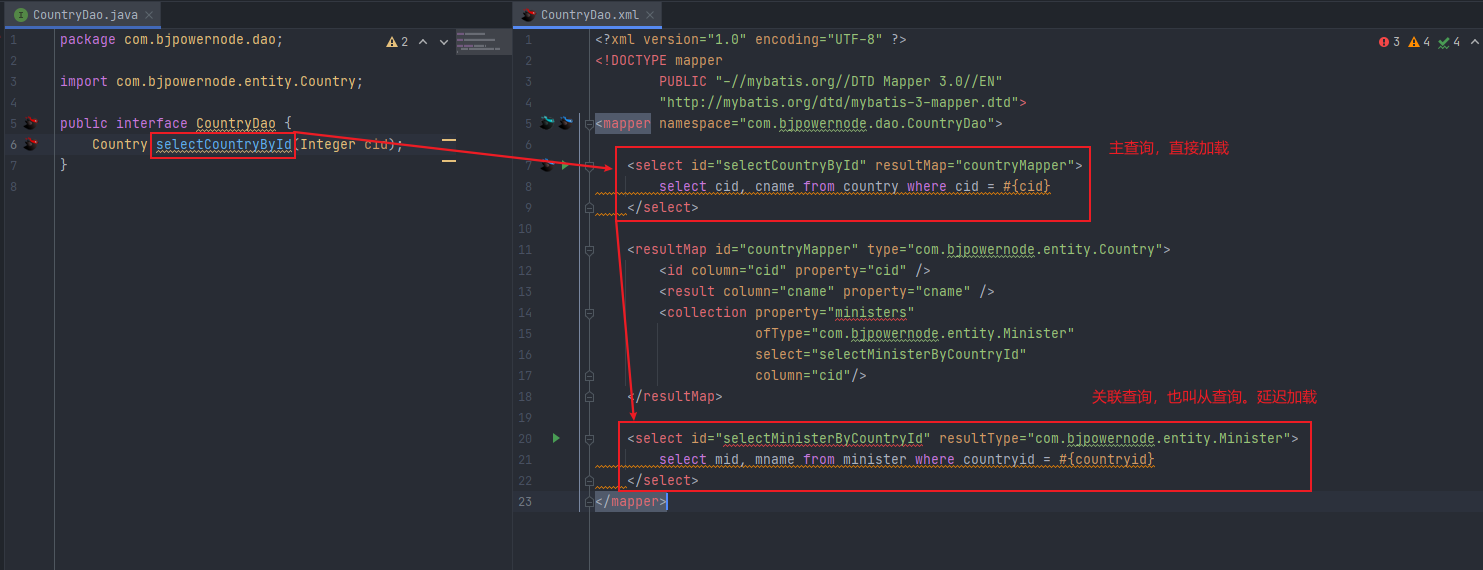 CountryDao.java
1 package com.bjpowernode.dao;
2
3 import com.bjpowernode.entity.Country;
4
5 public interface CountryDao {
6     Country selectCountryById(Integer cid);
7 }
8
2
CountryDao.xml
3 4 4
1 <?xml version="1.0" encoding="UTF-8" ?>
2 <!DOCTYPE mapper
3         PUBLIC "-//mybatis.org//DTD Mapper 3.0//EN"
4         "http://mybatis.org/dtd/mybatis-3-mapper.dtd">
5 <mapper namespace="com.bjpowernode.dao.CountryDao">
6
主查询，直接加载
7     <select id="selectCountryById" resultMap="countryMapper">
8         select cid, cname from country where cid = #{cid}
9     </select>
10
11     <resultMap id="countryMapper" type="com.bjpowernode.entity.Country">
12         <id column="cid" property="cid" />
13         <result column="cname" property="cname" />
14         <collection property="ministers"
15                     ofType="com.bjpowernode.entity.Minister"
16                     select="selectMinisterByCountryId"
17                     column="cid"/>
18     </resultMap>
关联查询，也叫从查询。延迟加载
19
20     <select id="selectMinisterByCountryId" resultType="com.bjpowernode.entity.Minister">
21         select mid, mname from minister where countryid = #{countryid}
22     </select>
23 </mapper>